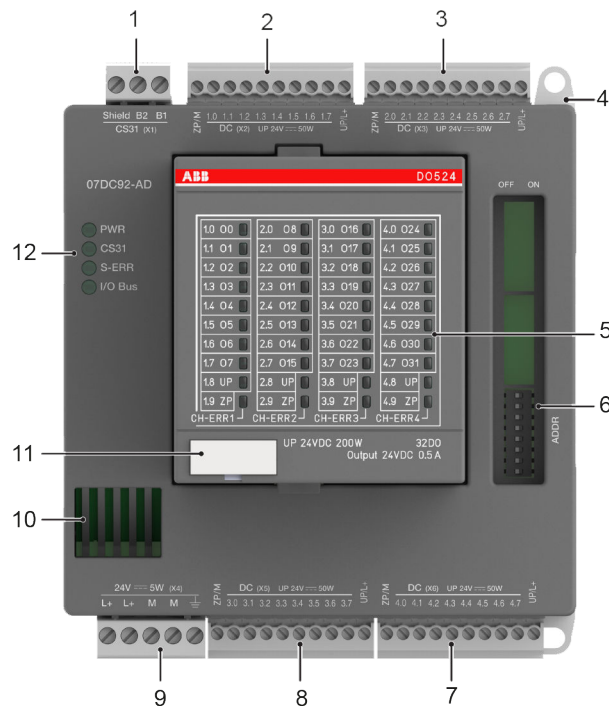 1
2
3
Shield B2 B1
CS31 (X1)
ZP/M 1.0 1.1 1.2 1.3 1.4 1.5 1.6 1.7 UP/L+
DC (X2) UP 24V 50W
ZP/M 2.0 2.1 2.2 2.3 2.4 2.5 2.6 2.7 UP/L+
DC (X3) UP 24V 50W
4
07DC92-AD
ABB DO524
OFF ON
12
PWR
CS31
S-ERR
I/O Bus
1.0 O0 2.0 O8 3.0 O16 4.0 O24
1.1 O1 2.1 O9 3.1 O17 4.1 O25
1.2 O2 2.2 O10 3.2 O18 4.2 O26
1.3 O3 2.3 O11 3.3 O19 4.3 O27
1.4 O4 2.4 O12 3.4 O20 4.4 O28
1.5 O5 2.5 O13 3.5 O21 4.5 O29
1.6 O6 2.6 O14 3.6 O22 4.6 O30
1.7 O7 2.7 O15 3.7 O23 4.7 O31
1.8 UP 2.8 UP 3.8 UP 4.8 UP
1.9 ZP 2.9 ZP 3.9 ZP 4.9 ZP
CH-ERR1 CH-ERR2 CH-ERR3 CH-ERR4
5
6
ADDR
11
UP 24VDC 200W 32DO
Output 24VDC 0.5 A
10
24V 5W (X4)
L+ L+ M M
ZP/M DC (X5) UP 24V 50W UP/L+
3.0 3.1 3.2 3.3 3.4 3.5 3.6 3.7
ZP/M DC (X6) UP 24V 50W UP/L+
4.0 4.1 4.2 4.3 4.4 4.5 4.6 4.7
9
8
7